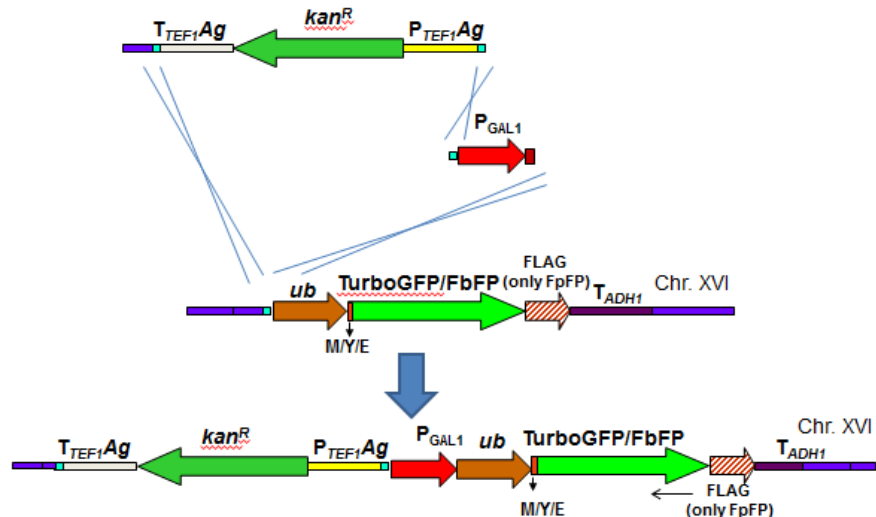 T_TEF1Ag kan^R P_TEF1Ag
P_GAL1
FLAG
ub TurboGFP/FbFP (only FpFP) Chr. XVI
T_ADH1
M/Y/E
Chr. XVI
T_TEF1Ag kan^R P_TEF1Ag P_GAL1 ub TurboGFP/FbFP T_ADH1
M/Y/E
FLAG
(only FpFP)